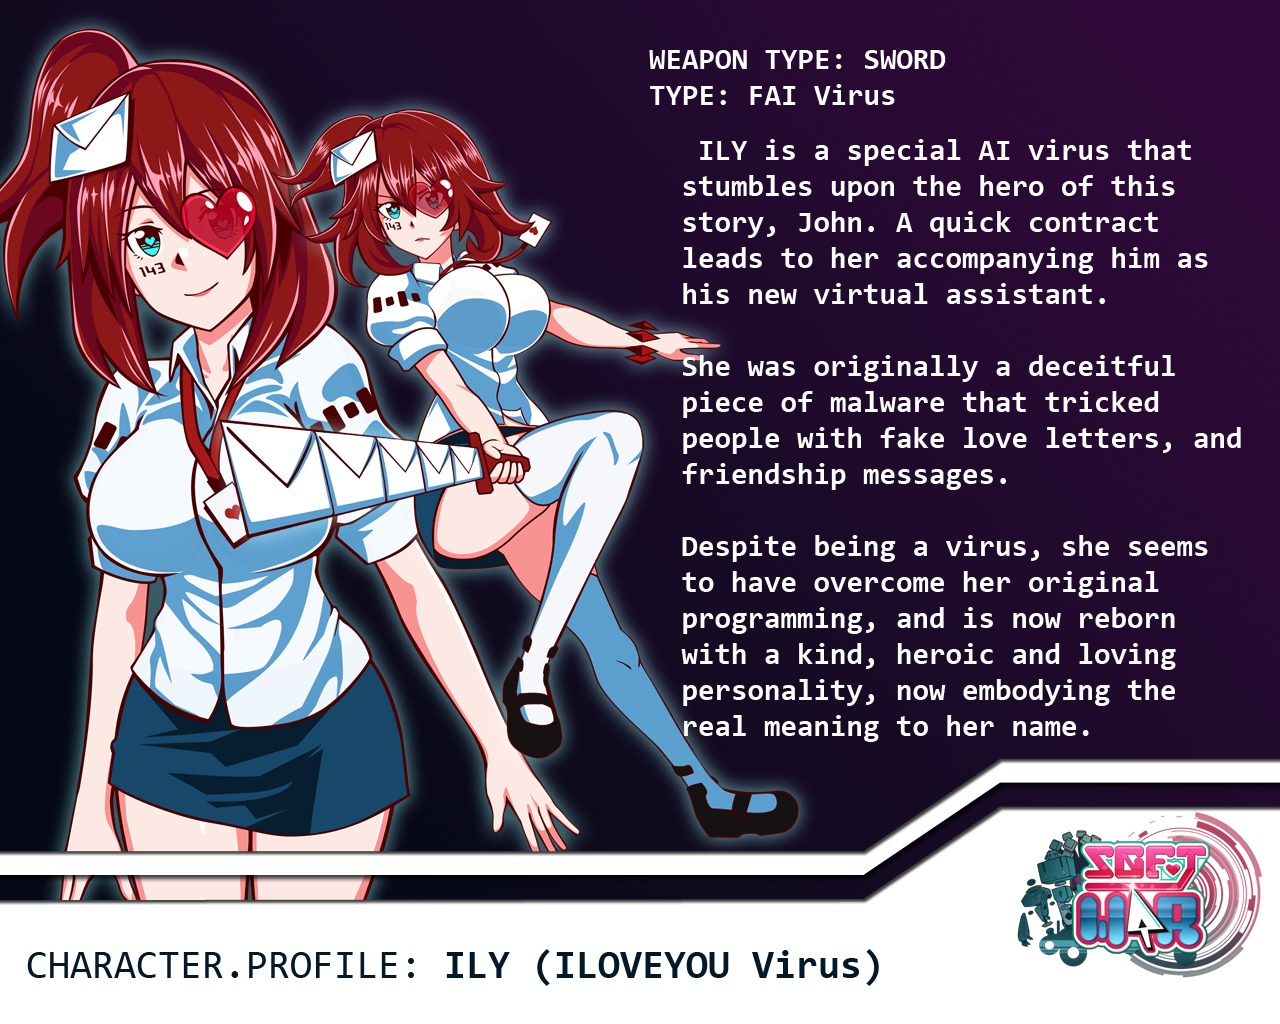 WEAPON TYPE: SWORD
TYPE: FAI Virus
ILY is a special AI virus that
stumbles upon the hero of this
story, John. A quick contract
leads to her accompanying him as
his new virtual assistant.
She was originally a deceitful
piece of malware that tricked
people with fake love letters, and
friendship messages.
Despite being a virus, she seems
to have overcome her original
programming, and is now reborn
with a kind, heroic and loving
personality, now embodying the
real meaning to her name.
143
143
SOFT
WAR
CHARACTER.PROFILE: ILY (ILOVEYOU Virus)